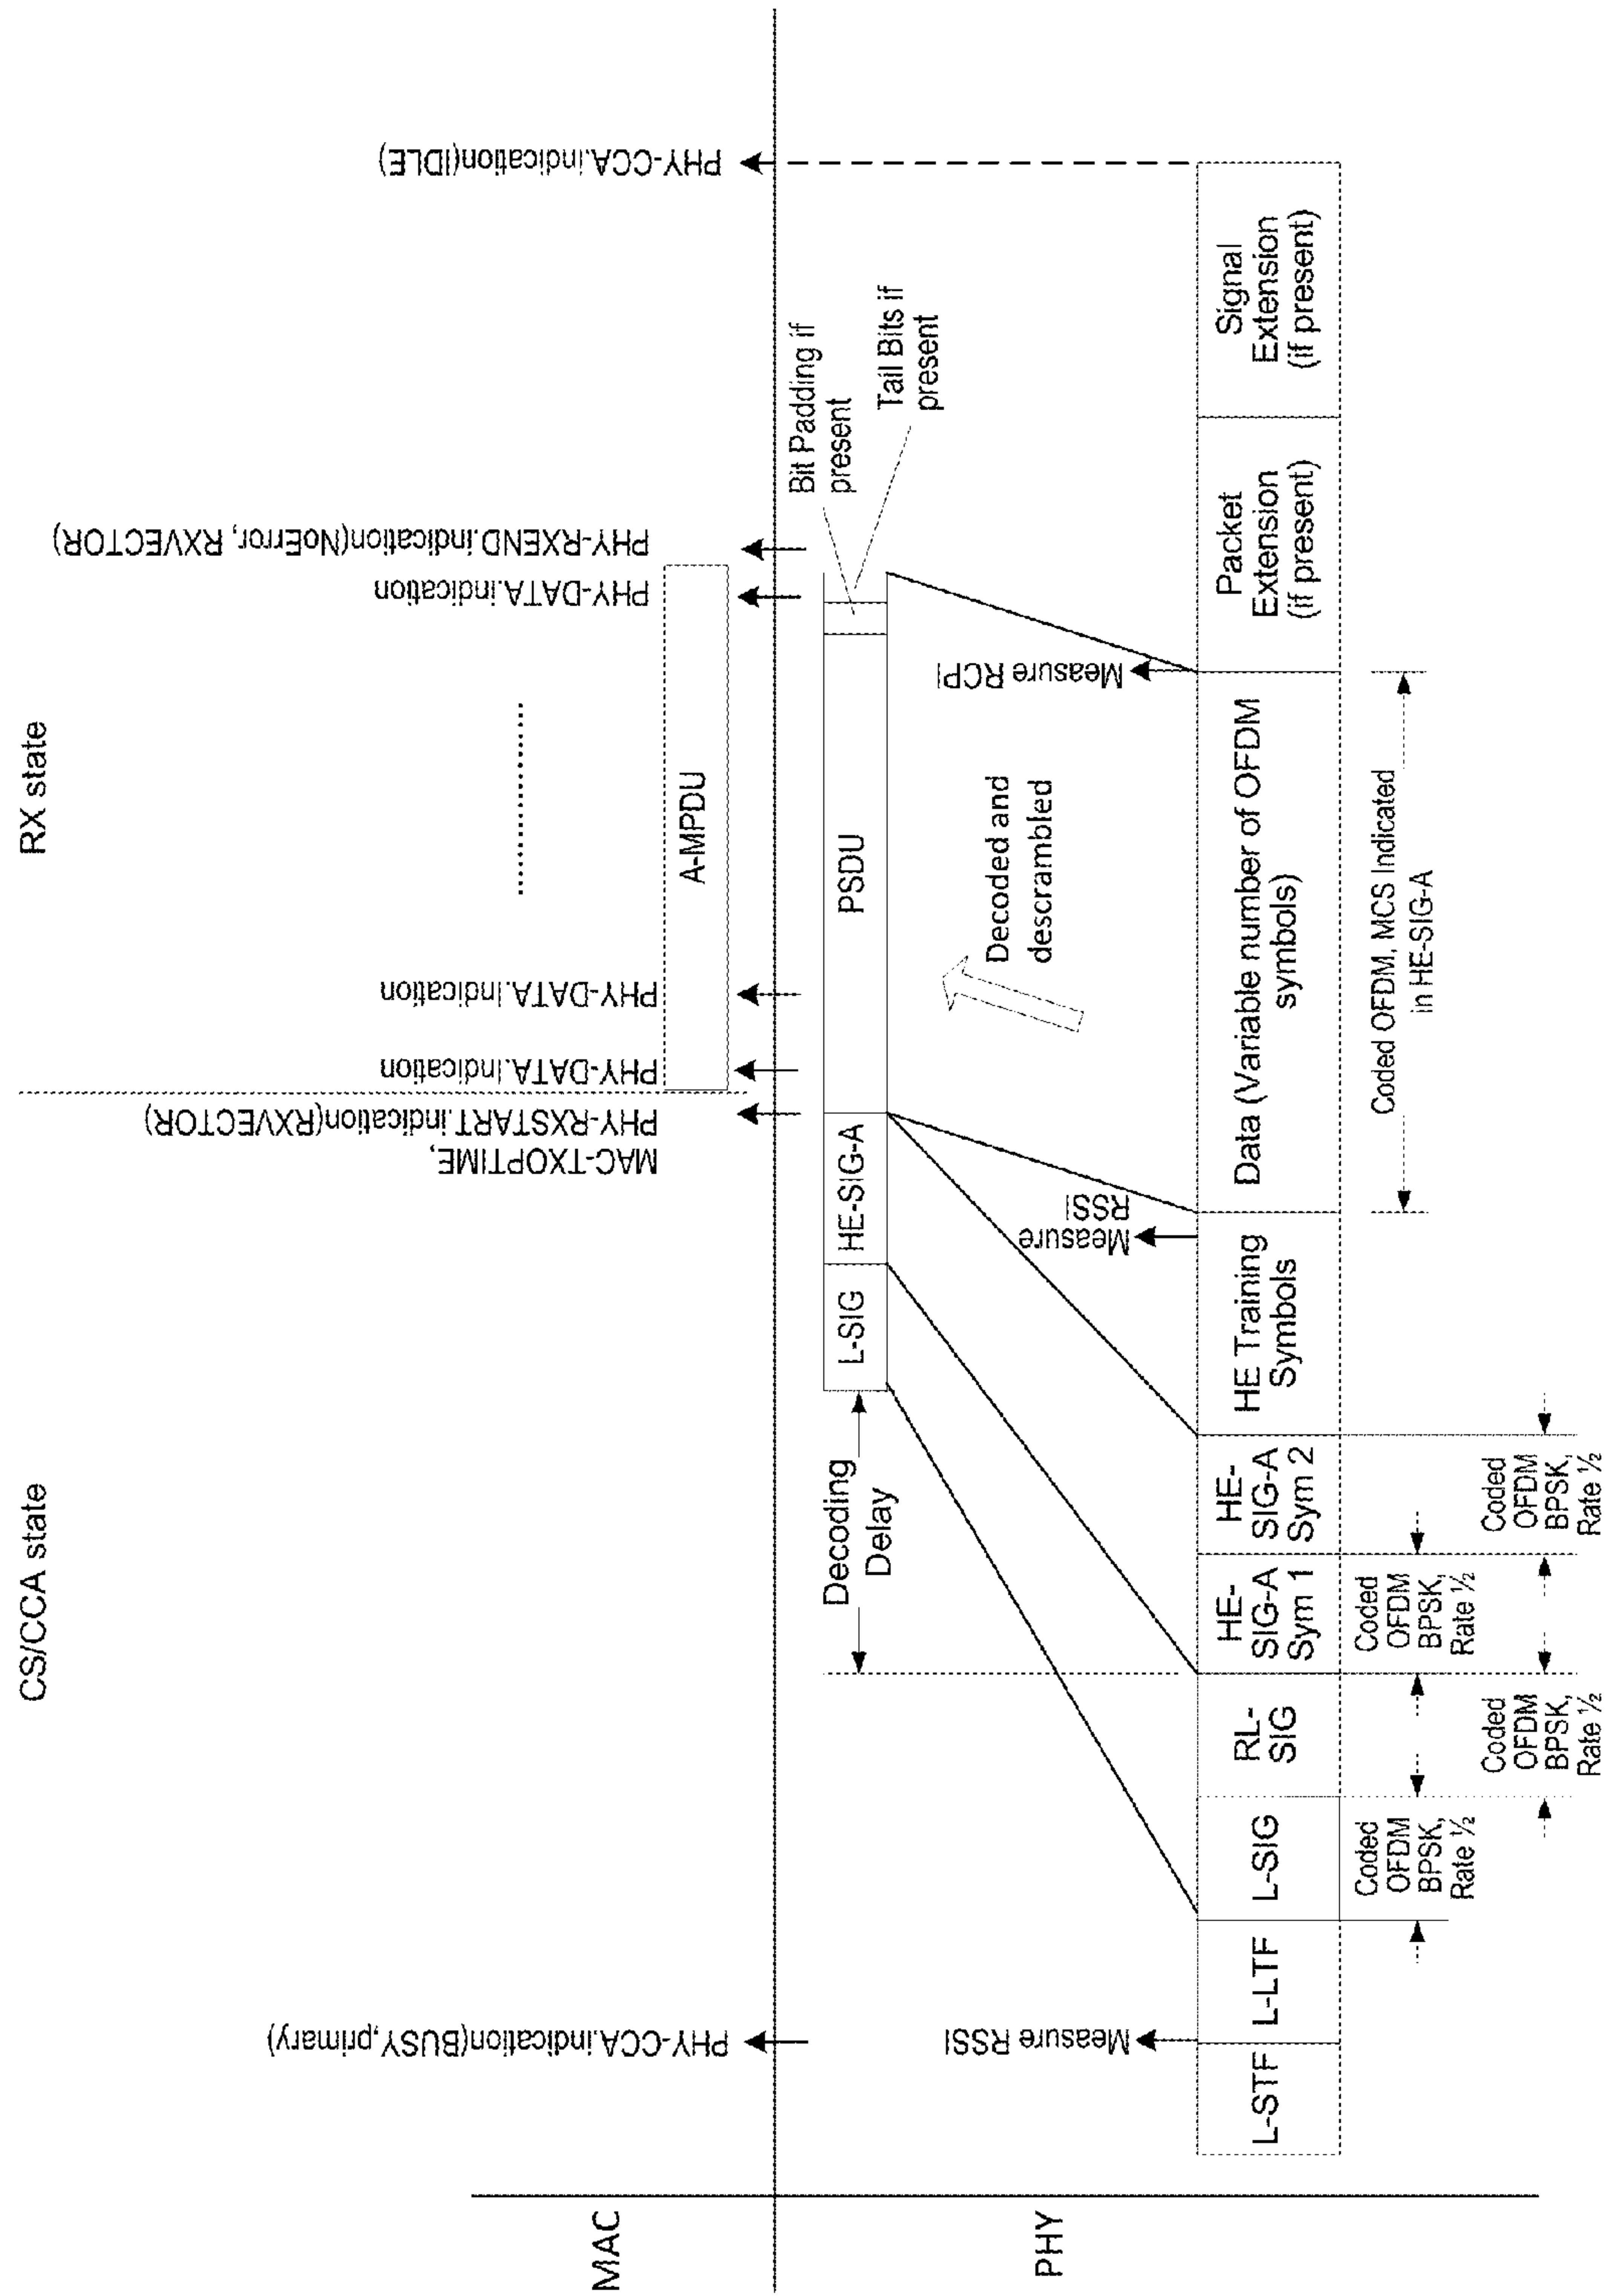 CS/CCA state
RX state
MAC
PHY-CCA.indication(BUSY,primary)
MAC-TXOPTIME,
PHY-RXSTART.indication(RXVECTOR)
PHY-DATA.indication
PHY-DATA.indication
PHY-DATA.indication
PHY-RXEND.indication(NoError, RXVECTOR)
PHY-CCA.indication(IDLE)
A-MPDU
PHY
Decoding
Delay
L-SIG
HE-SIG-A
PSDU
Bit Padding if
present
Tail Bits if
present
Measure RSSI
Measure
RSSI
Decoded and
descrambled
Measure RCPI
L-STF
L-LTF
L-SIG
RL-
SIG
HE-
SIG-A
Sym 1
HE-
SIG-A
Sym 2
HE Training
Symbols
Data (Variable number of OFDM
symbols)
Packet
Extension
(if present)
Signal
Extension
(if present)
Coded
OFDM
BPSK,
Rate ½
Coded
OFDM
BPSK,
Rate ½
Coded
OFDM
BPSK,
Rate ½
Coded
OFDM
BPSK,
Rate ½
Coded OFDM, MCS Indicated
in HE-SIG-A